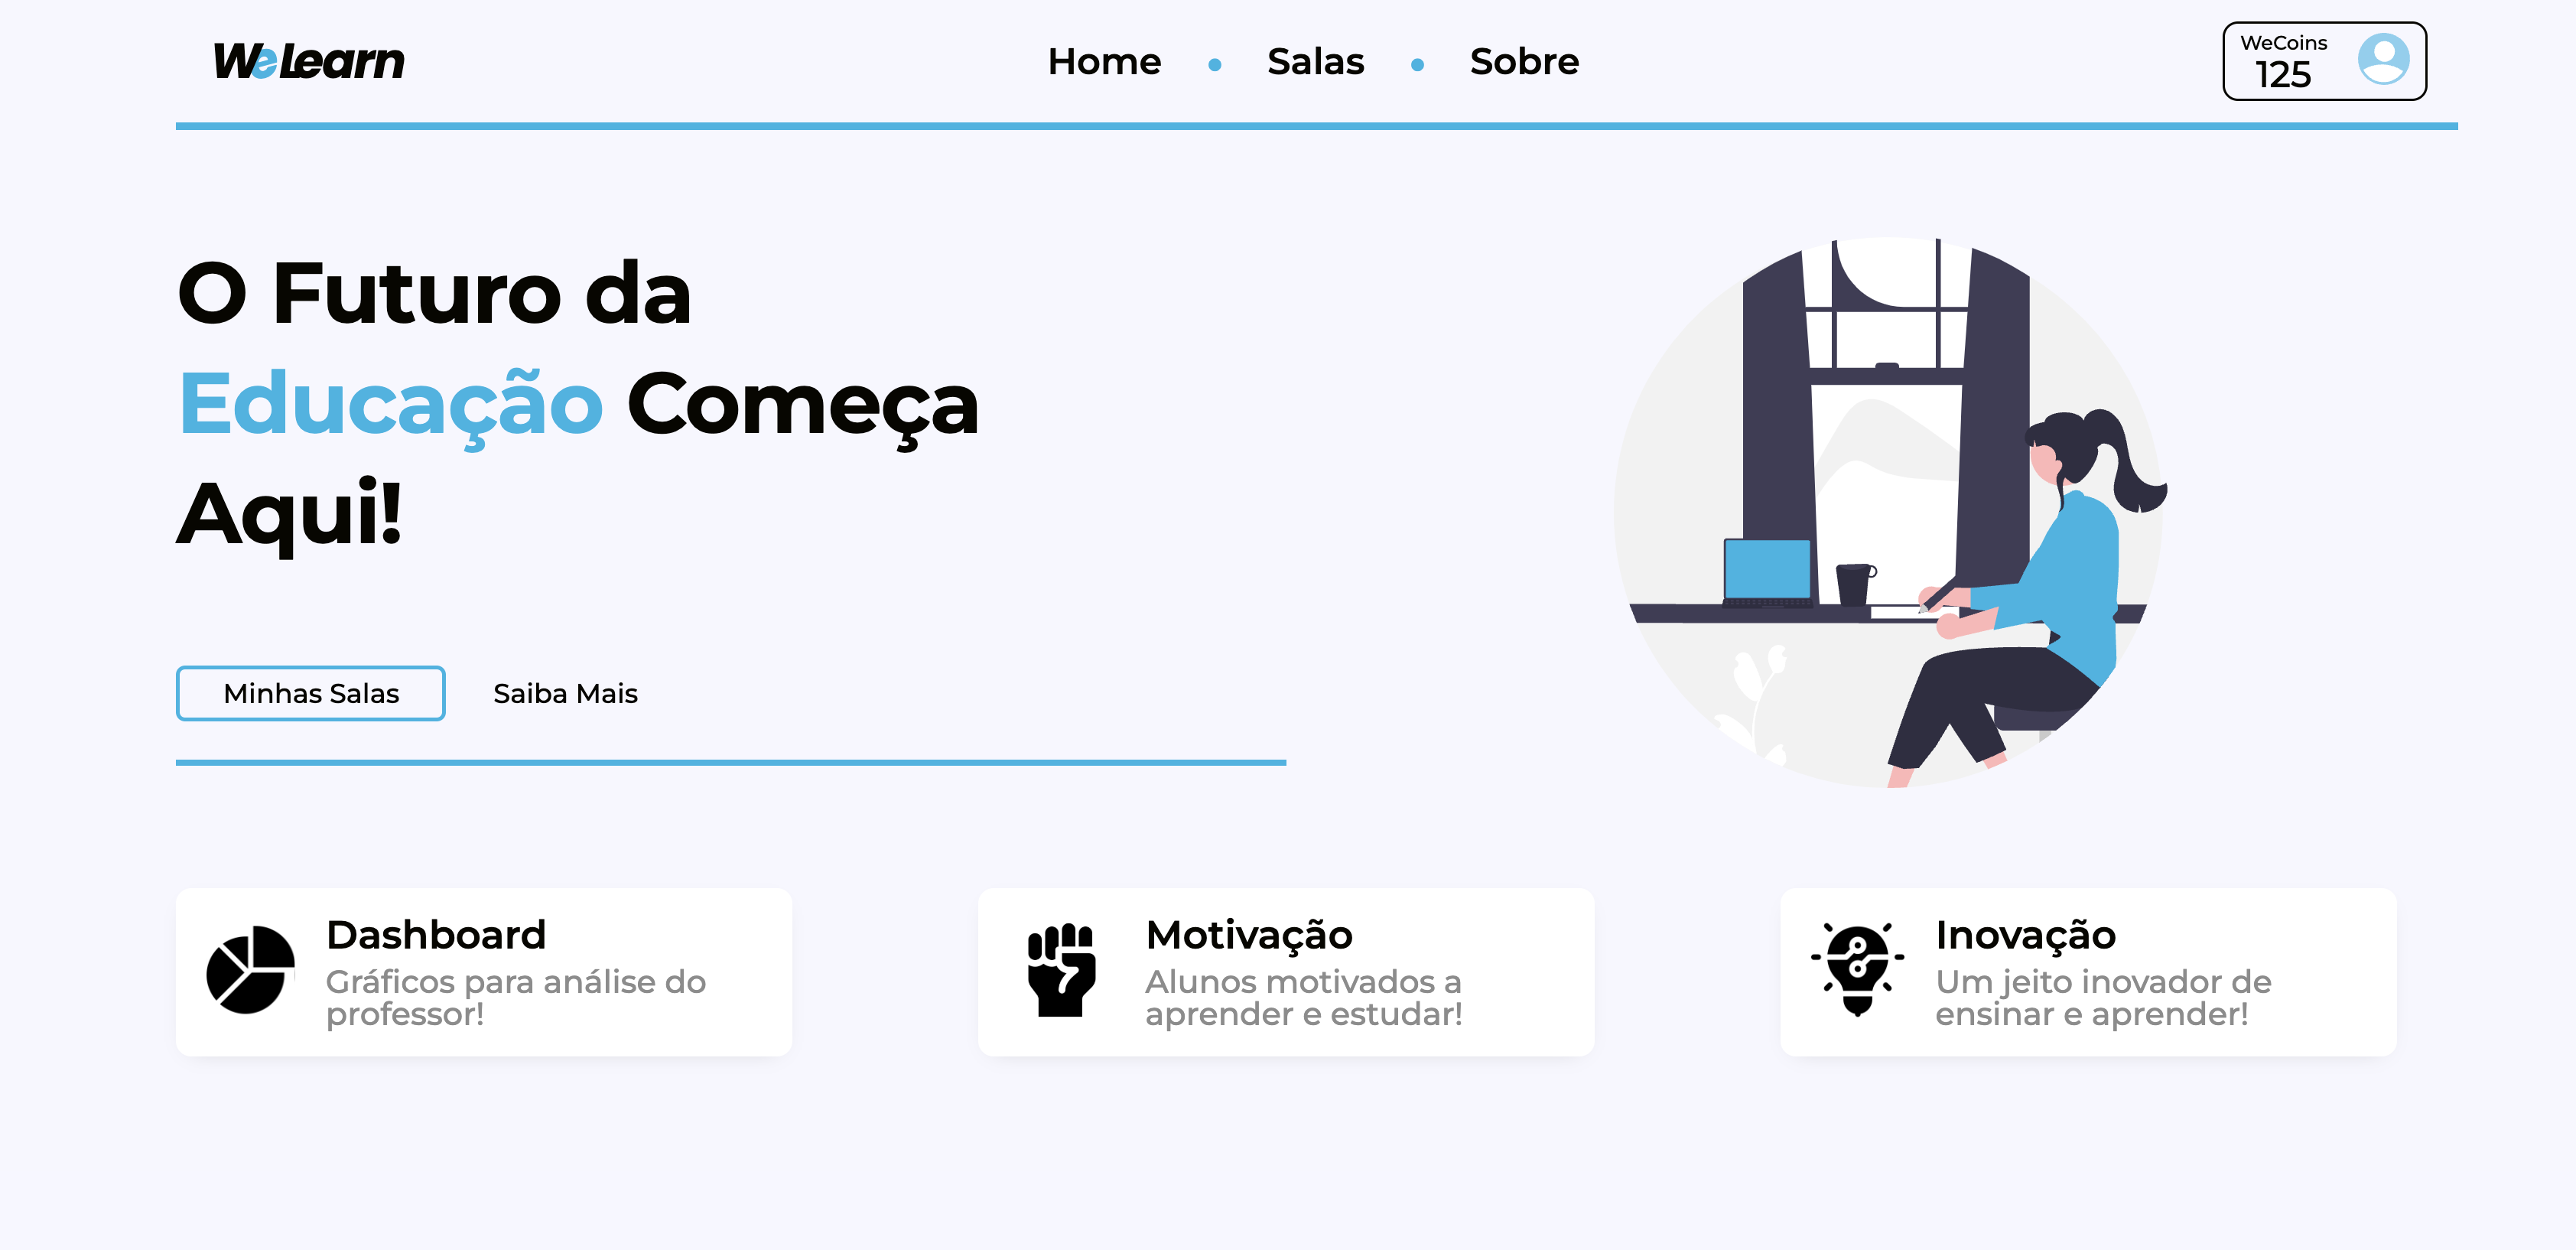 WeLearn
Home • Salas • Sobre
WeCoins
125
O Futuro da
Educação Começa
Aqui!
Minhas Salas
Saiba Mais
Dashboard
Gráficos para análise do
professor!
Motivação
Alunos motivados a
aprender e estudar!
Inovação
Um jeito inovador de
ensinar e aprender!